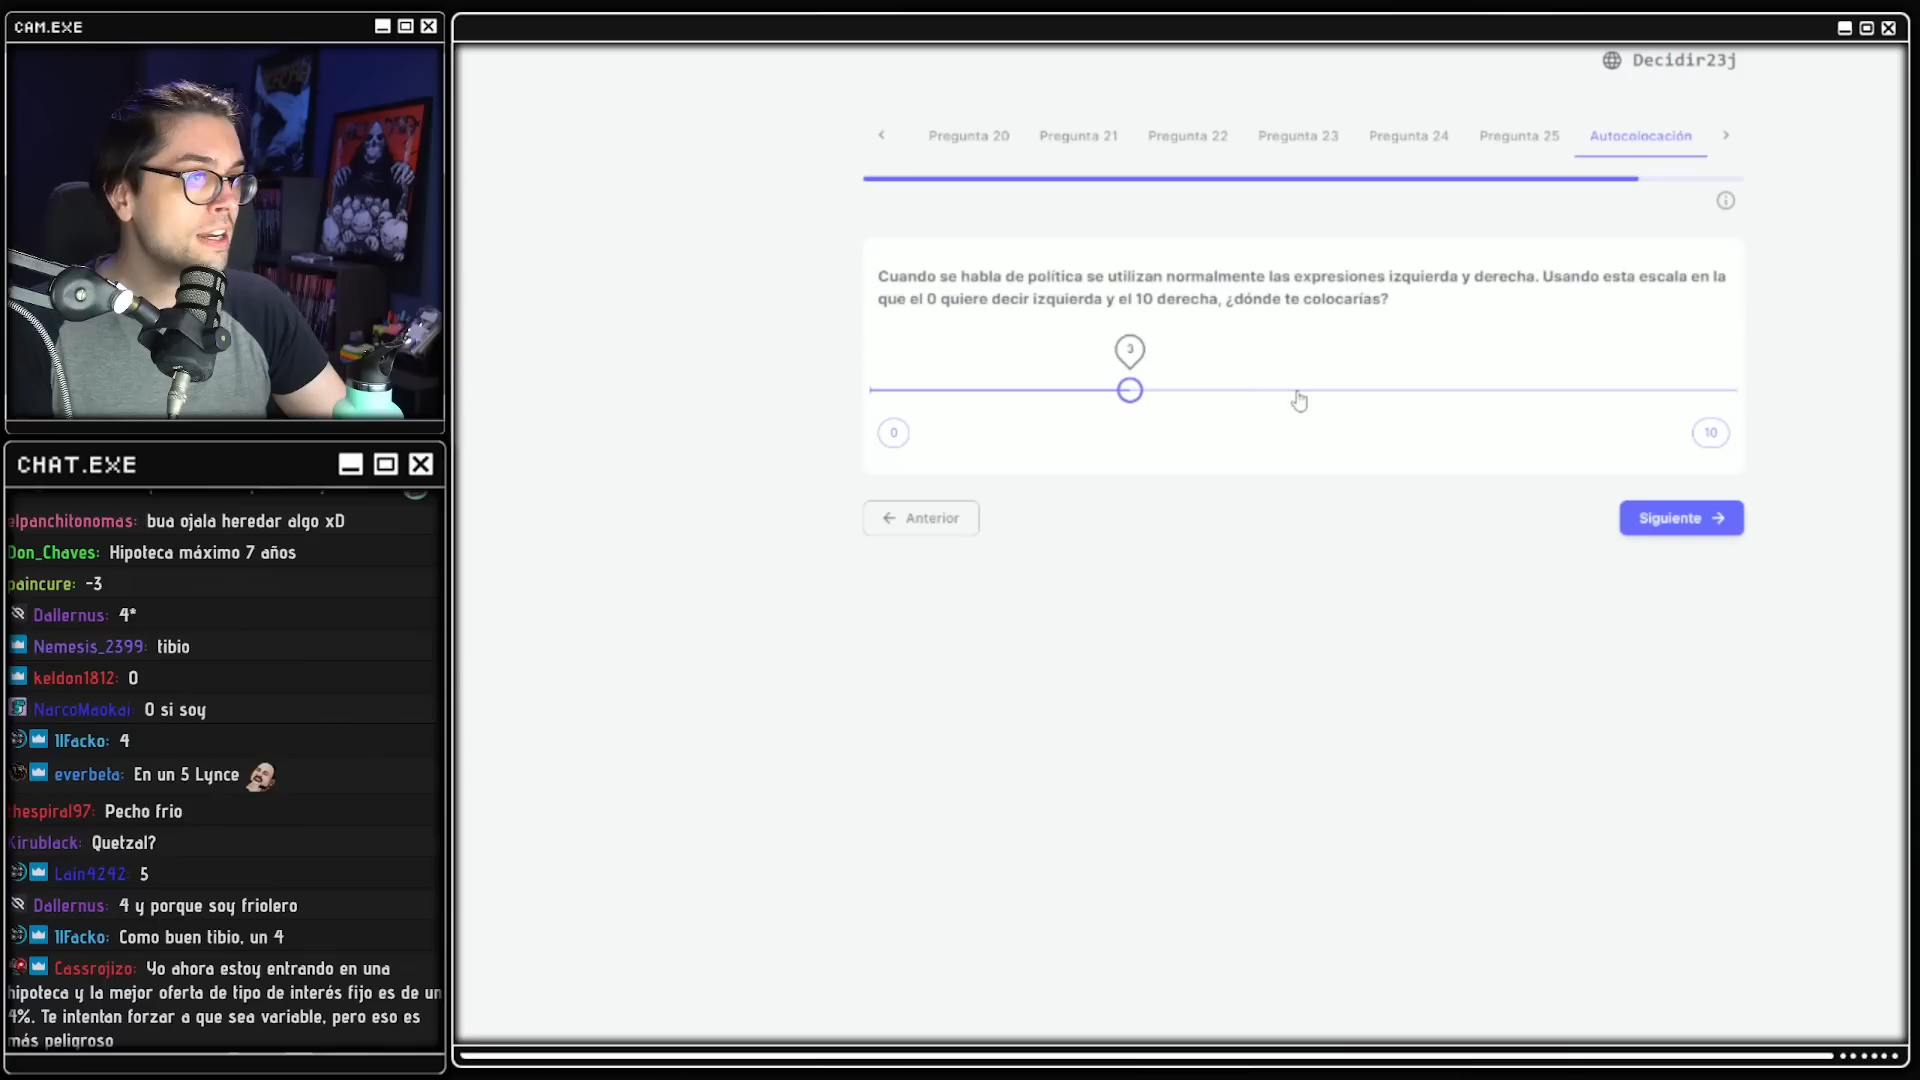 CAM.EXE
Decidir23j
Pregunta 20
Pregunta 21
Pregunta 22
Pregunta 23
Pregunta 24
Pregunta 25
Autocolocación
Cuando se habla de política se utilizan normalmente las expresiones izquierda y derecha. Usando esta escala en la
que el 0 quiere decir izquierda y el 10 derecha, ¿dónde te colocarías?
3
0
10
Anterior
Siguiente
CHAT.EXE
elpanchitonomas: bua ojala heredar algo xD
Don_Chaves: Hipoteca máximo 7 años
paincure: -3
Dallernus: 4*
Nemesis_2399: tibio
keldon1812: 0
NarcoMaokai: 0 si soy
11Facko: 4
everbeta: En un 5 Lynce
thespiral97: Pecho frio
Kirublack: Quetzal?
Lain4242: 5
Dallernus: 4 y porque soy friolero
11Facko: Como buen tibio, un 4
Cassrojizo: Yo ahora estoy entrando en una
hipoteca y la mejor oferta de tipo de interés fijo es de un
4%. Te intentan forzar a que sea variable, pero eso es
más peligroso